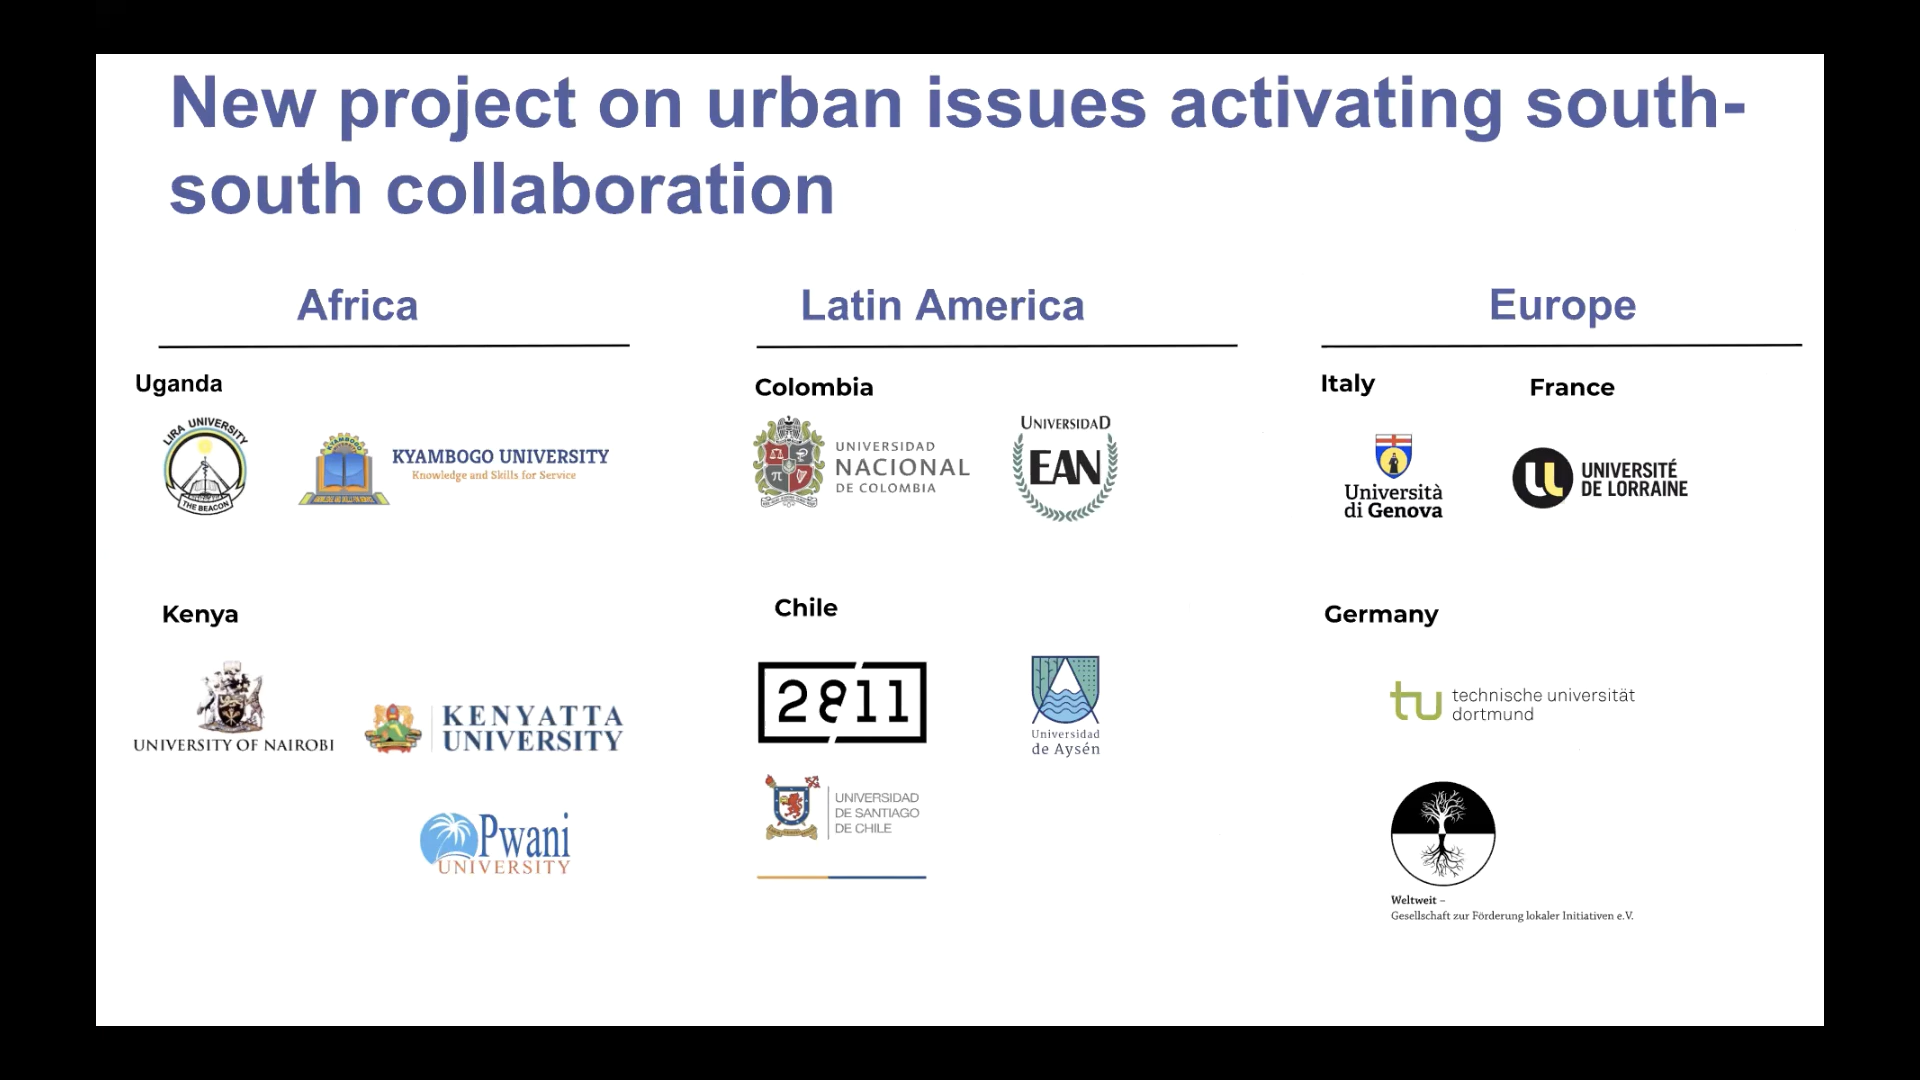 New project on urban issues activating south-
south collaboration
Africa
Latin America
Europe
Uganda
LIRA UNIVERSITY
THE BEACON
KYAMBOGO
KYAMBOGO UNIVERSITY
Knowledge and Skills for Service
Kenya
UNIVERSITY OF NAIROBI
KENYATTA
UNIVERSITY
Pwani
UNIVERSITY
Colombia
UNIVERSIDAD
NACIONAL
DE COLOMBIA
UNIVERSIDAD
EAN
Chile
2811
Universidad
de Aysén
UNIVERSIDAD
DE SANTIAGO
DE CHILE
Italy
Università
di Genova
France
UNIVERSITÉ
DE LORRAINE
Germany
tu
technische universität
dortmund
Weltweit –
Gesellschaft zur Förderung lokaler Initiativen e.V.